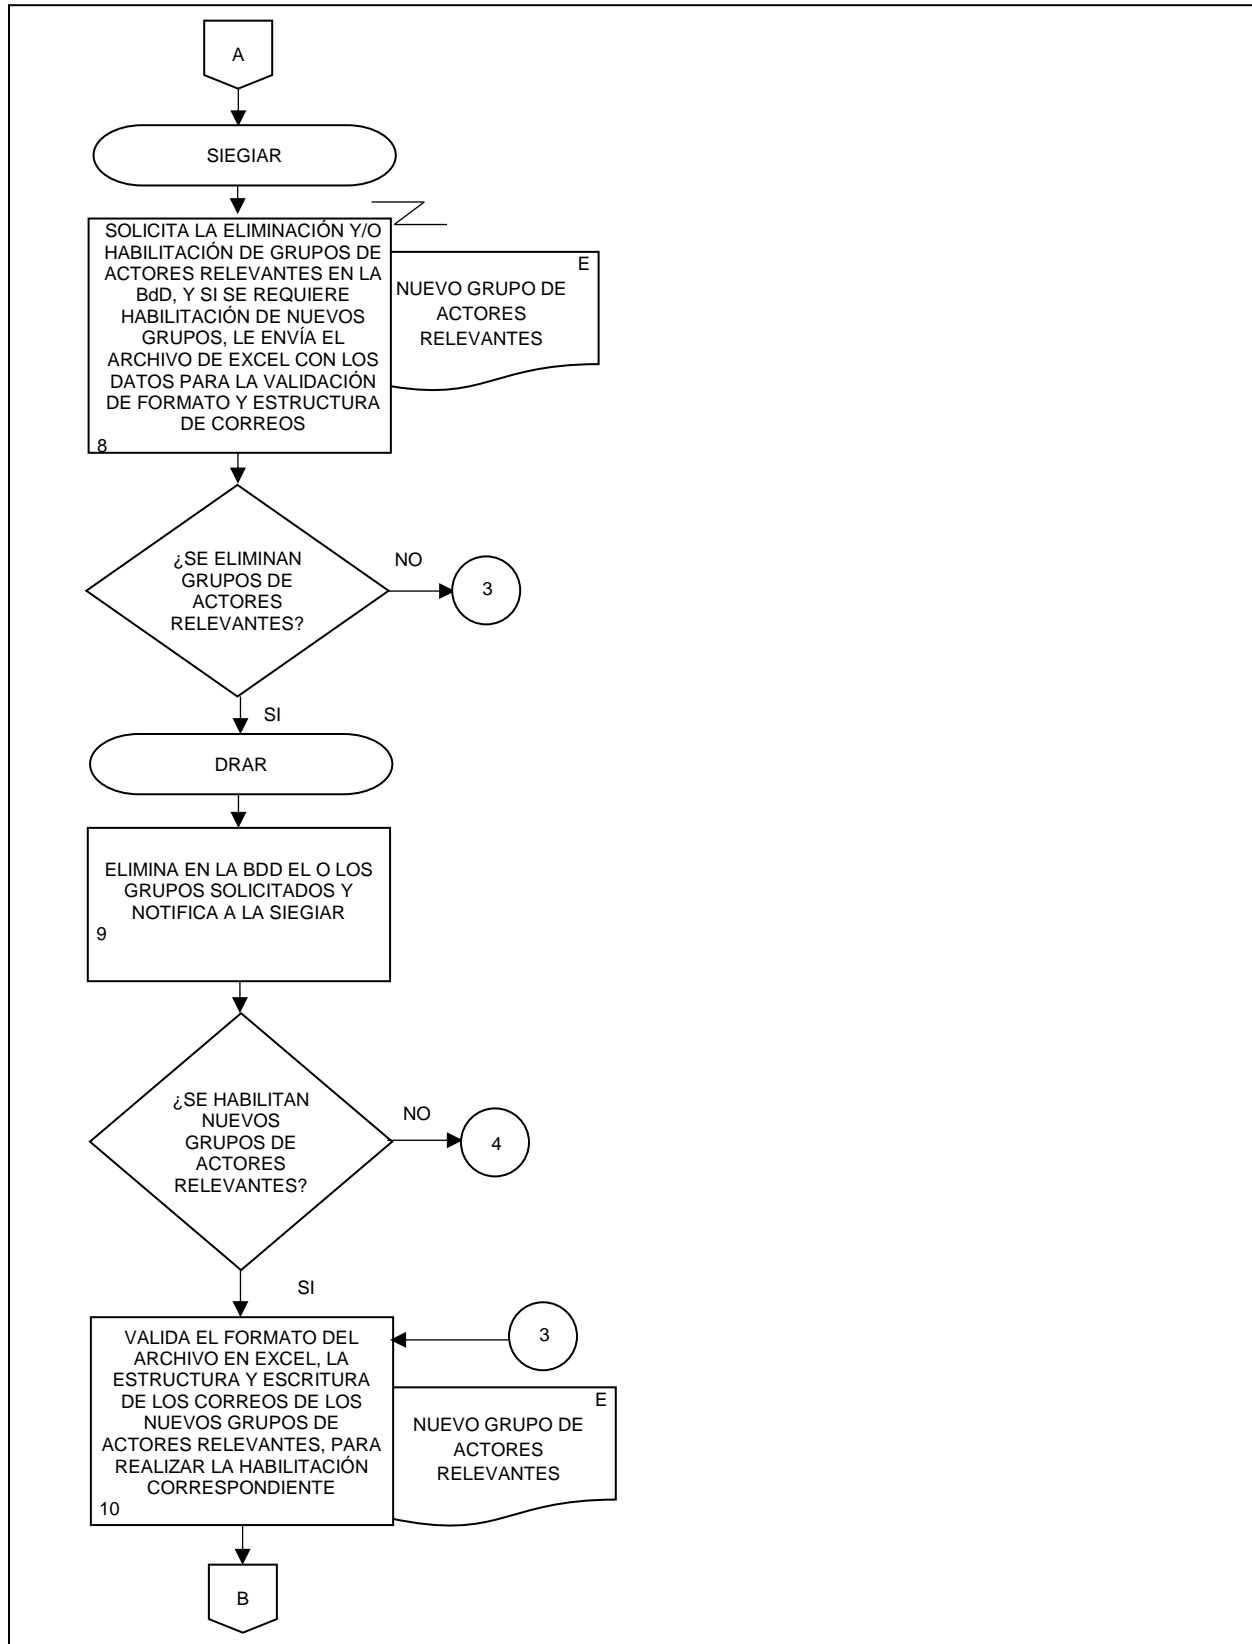 A
SIEGIAR
SOLICITA LA ELIMINACIÓN Y/O
HABILITACIÓN DE GRUPOS DE
ACTORES RELEVANTES EN LA
BdD, Y SI SE REQUIERE
HABILITACIÓN DE NUEVOS
GRUPOS, LE ENVÍA EL
ARCHIVO DE EXCEL CON LOS
DATOS PARA LA VALIDACIÓN
DE FORMATO Y ESTRUCTURA
DE CORREOS
8
E
NUEVO GRUPO DE
ACTORES
RELEVANTES
¿SE ELIMINAN
GRUPOS DE
ACTORES
RELEVANTES?
NO
3
SI
DRAR
ELIMINA EN LA BDD EL O LOS
GRUPOS SOLICITADOS Y
NOTIFICA A LA SIEGIAR
9
¿SE HABILITAN
NUEVOS
GRUPOS DE
ACTORES
RELEVANTES?
NO
4
SI
3
VALIDA EL FORMATO DEL
ARCHIVO EN EXCEL, LA
ESTRUCTURA Y ESCRITURA
DE LOS CORREOS DE LOS
NUEVOS GRUPOS DE
ACTORES RELEVANTES, PARA
REALIZAR LA HABILITACIÓN
CORRESPONDIENTE
10
E
NUEVO GRUPO DE
ACTORES
RELEVANTES
B